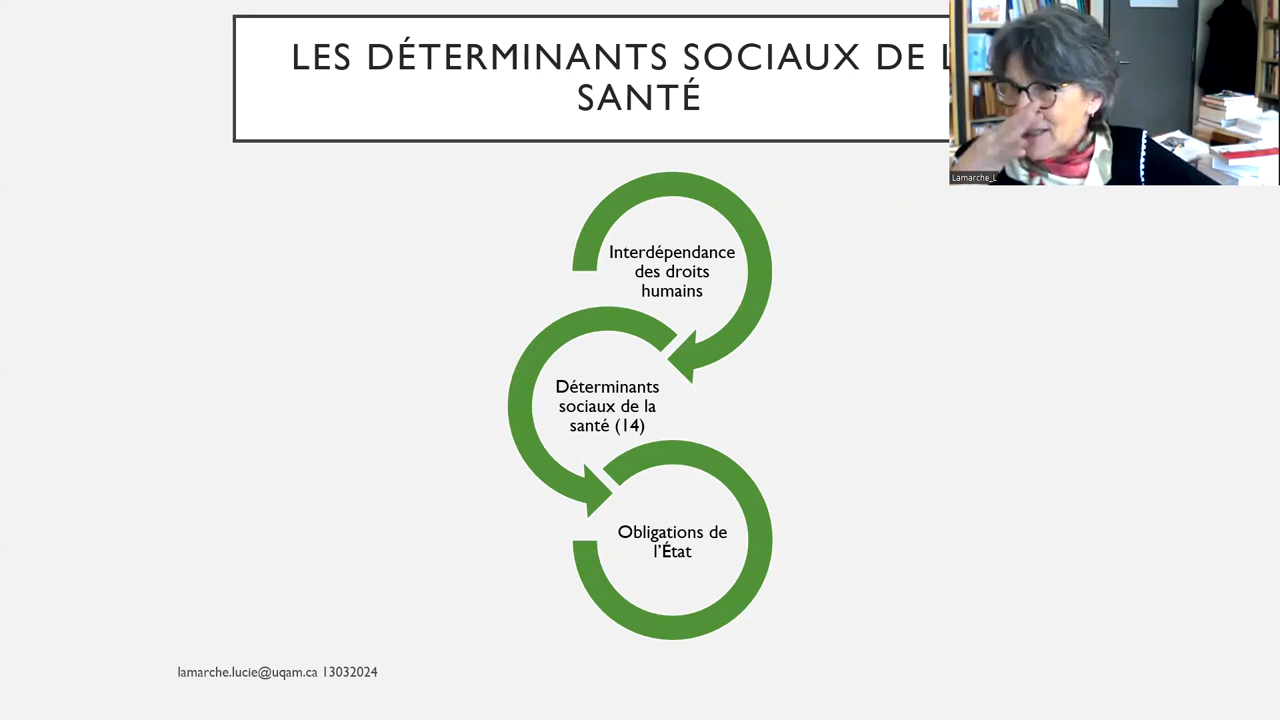 LES DÉTERMINANTS SOCIAUX DE L
SANTÉ
Lamarche_L
Interdépendance
des droits
humains
Déterminants
sociaux de la
santé (14)
Obligations de
l'État
lamarche.lucie@uqam.ca 13032024